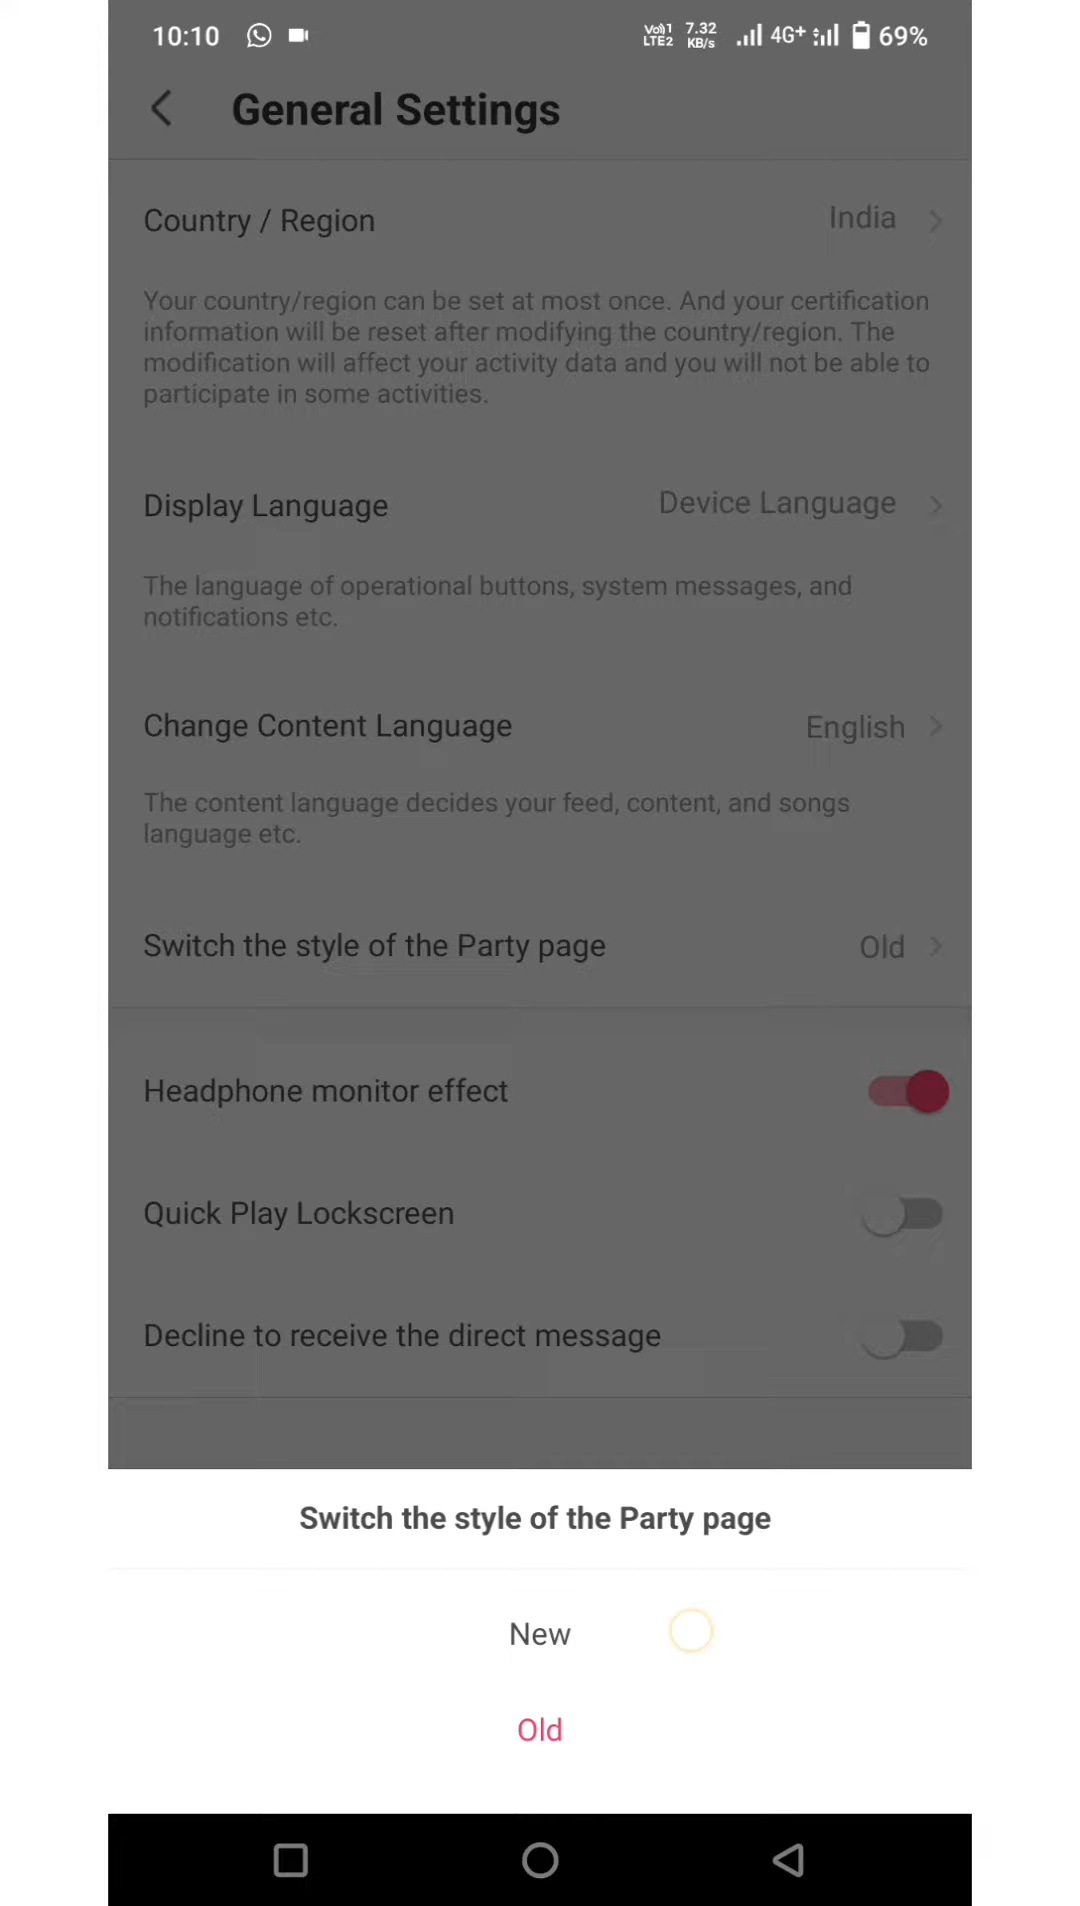 10:10 Vo)) 1 LTE2 7.32 KB/s 4G+ 69%
General Settings
Country / Region India
Your country/region can be set at most once. And your certification
information will be reset after modifying the country/region. The
modification will affect your activity data and you will not be able to
participate in some activities.
Display Language Device Language
The language of operational buttons, system messages, and
notifications etc.
Change Content Language English
The content language decides your feed, content, and songs
language etc.
Switch the style of the Party page Old
Headphone monitor effect
Quick Play Lockscreen
Decline to receive the direct message
Switch the style of the Party page
New
Old